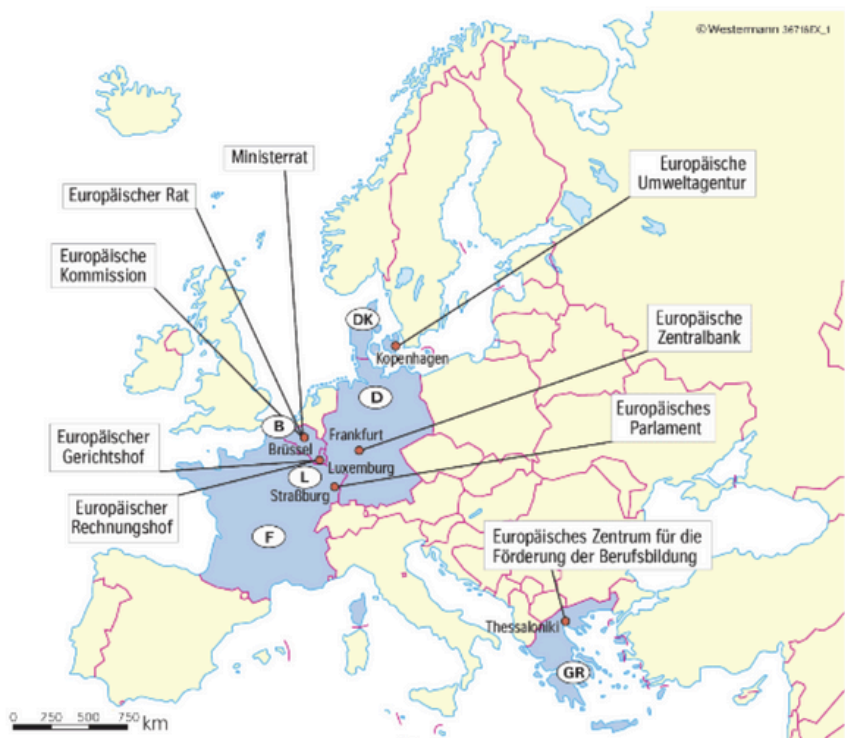 © Westermann 36716EX_1
Ministerrat
Europäischer Rat
Europäische
Kommission
Europäische
Umweltagentur
DK
Kopenhagen
Europäische
Zentralbank
D
B
Brüssel
Frankfurt
Europäisches
Parlament
Europäischer
Gerichtshof
Luxemburg
L
Straßburg
Europäischer
Rechnungshof
F
Europäisches Zentrum für die
Förderung der Berufsbildung
Thessaloniki
GR
0 250 500 750 km